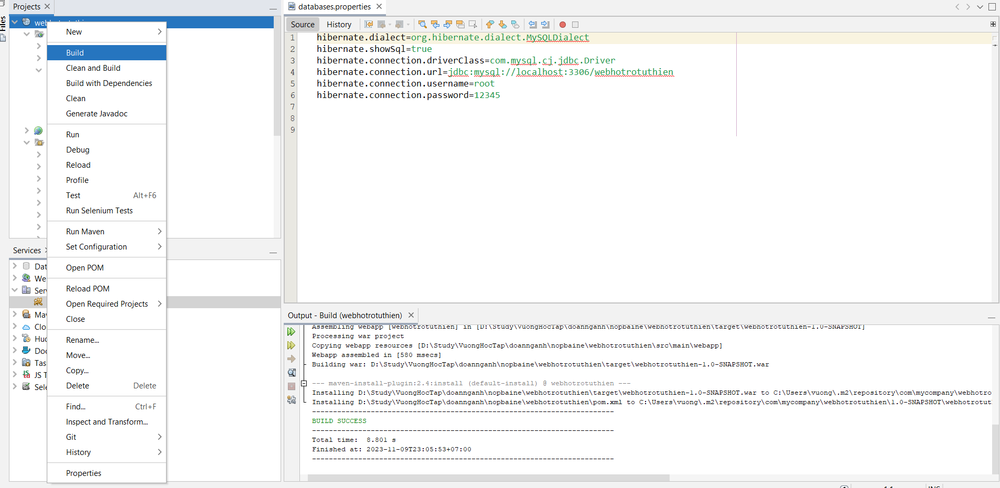 Projects
Files
New
Build
Clean and Build
Build with Dependencies
Clean
Generate Javadoc
Run
Debug
Reload
Profile
Test Alt+F6
Run Selenium Tests
Run Maven
Set Configuration
Open POM
Reload POM
Open Required Projects
Close
Rename...
Move...
Copy...
Delete Delete
Find... Ctrl+F
Inspect and Transform...
Git
History
Properties
Services
Dat
We
Ser
Ma
Clo
Hud
Doc
Tas
JS T
Sele
databases.properties
Source History
1 hibernate.dialect=org.hibernate.dialect.MySQLDialect
2 hibernate.showSql=true
3 hibernate.connection.driverClass=com.mysql.cj.jdbc.Driver
4 hibernate.connection.url=jdbc:mysql://localhost:3306/webhotrotuthien
5 hibernate.connection.username=root
6 hibernate.connection.password=12345
7
8
9
Output - Build (webhotrotuthien)
Assembling webapp [webhotrotuthien] in [D:\Study\VuongHocTap\doannganh\nopbaine\webhotrotuthien\target\webhotrotuthien-1.0-SNAPSHOT]
Processing war project
Copying webapp resources [D:\Study\VuongHocTap\doannganh\nopbaine\webhotrotuthien\src\main\webapp]
Webapp assembled in [580 msecs]
Building war: D:\Study\VuongHocTap\doannganh\nopbaine\webhotrotuthien\target\webhotrotuthien-1.0-SNAPSHOT.war
--- maven-install-plugin:2.4:install (default-install) @ webhotrotuthien ---
Installing D:\Study\VuongHocTap\doannganh\nopbaine\webhotrotuthien\target\webhotrotuthien-1.0-SNAPSHOT.war to C:\Users\vuong\.m2\repository\com\mycompany\webhotro
Installing D:\Study\VuongHocTap\doannganh\nopbaine\webhotrotuthien\pom.xml to C:\Users\vuong\.m2\repository\com\mycompany\webhotrotuthien\1.0-SNAPSHOT\webhotrotut
------------------------------------------------------------------------
BUILD SUCCESS
------------------------------------------------------------------------
Total time: 8.801 s
Finished at: 2023-11-09T23:05:53+07:00
------------------------------------------------------------------------